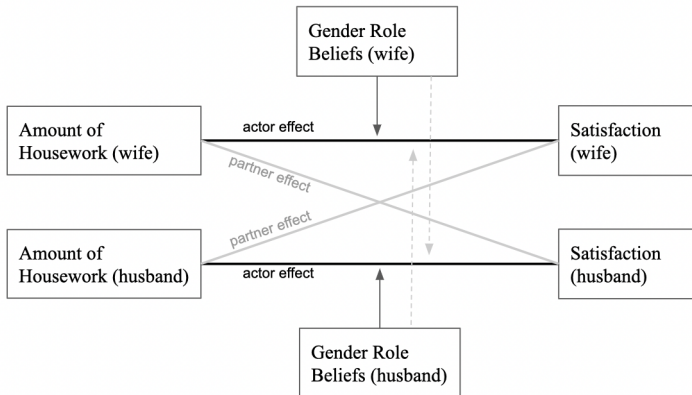 Gender Role
Beliefs (wife)
Amount of
Housework (wife)
actor effect
Satisfaction
(wife)
partner effect
partner effect
Amount of
Housework (husband)
actor effect
Satisfaction
(husband)
Gender Role
Beliefs (husband)